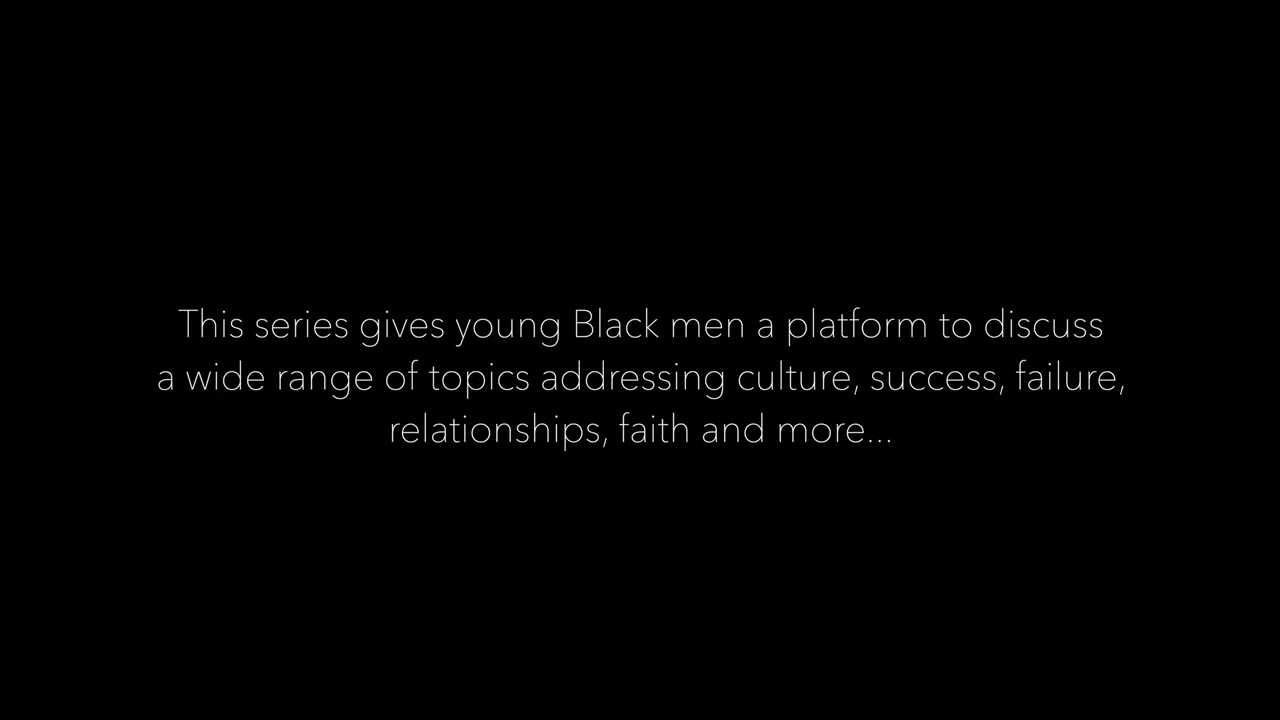 This series gives young Black men a platform to discuss
a wide range of topics addressing culture, success, failure,
relationships, faith and more...